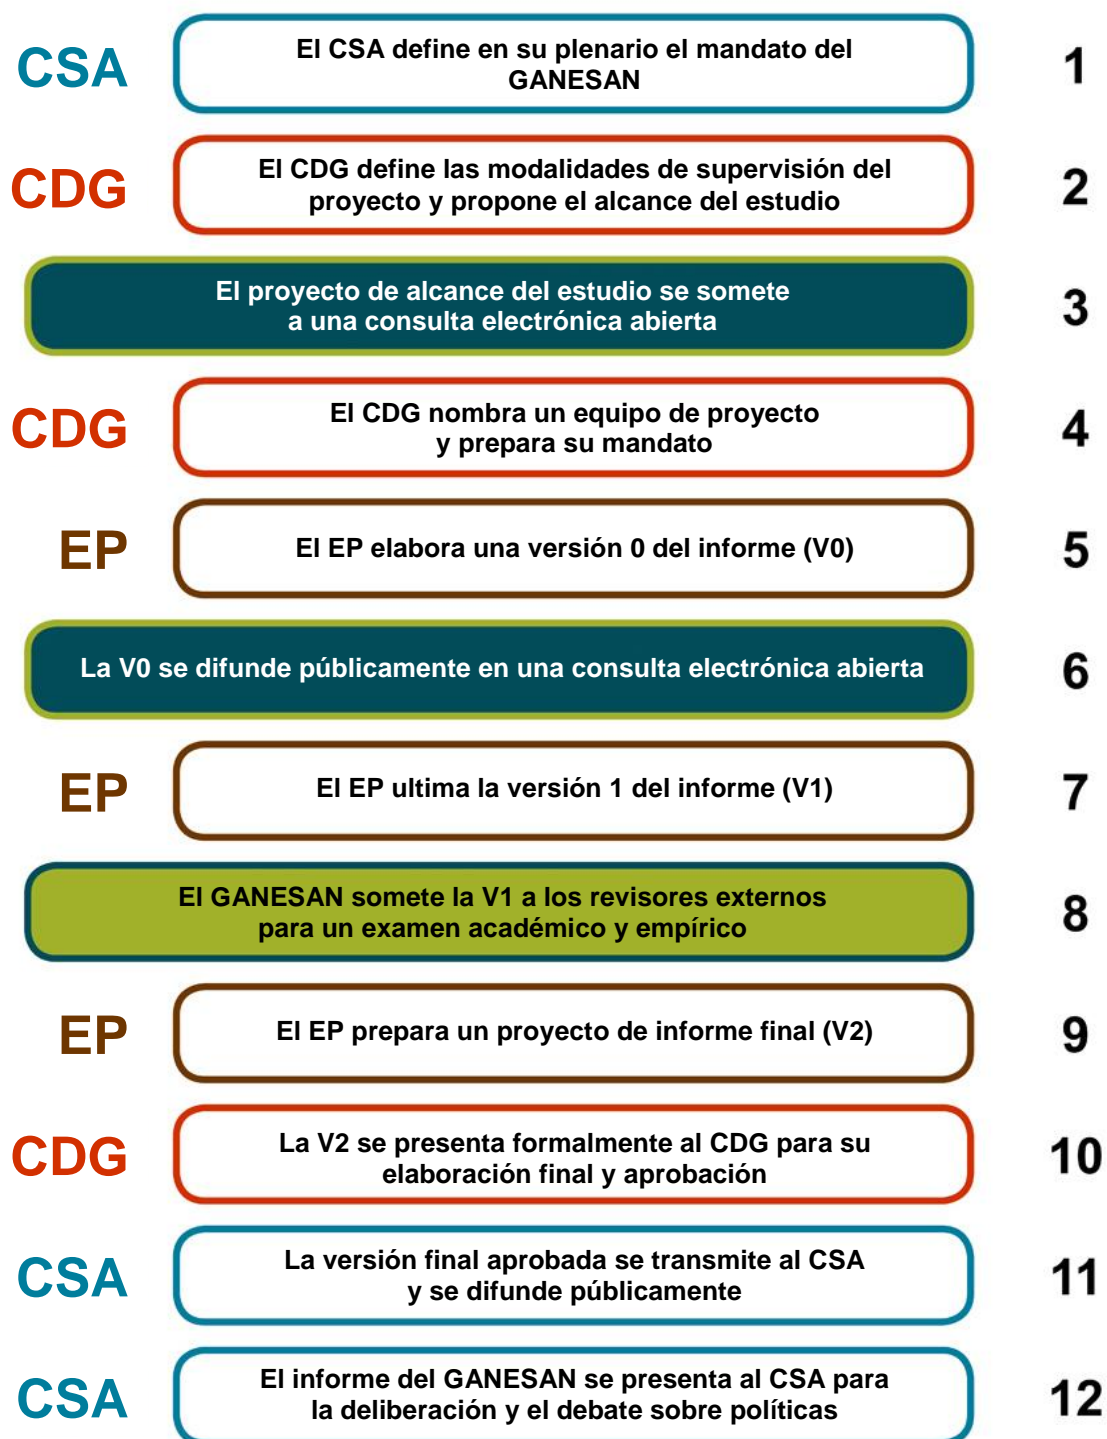 CSA
El CSA define en su plenario el mandato del
GANESAN
1
CDG
El CDG define las modalidades de supervisión del
proyecto y propone el alcance del estudio
2
El proyecto de alcance del estudio se somete
a una consulta electrónica abierta
3
CDG
El CDG nombra un equipo de proyecto
y prepara su mandato
4
EP
El EP elabora una versión 0 del informe (V0)
5
La V0 se difunde públicamente en una consulta electrónica abierta
6
EP
El EP ultima la versión 1 del informe (V1)
7
El GANESAN somete la V1 a los revisores externos
para un examen académico y empírico
8
EP
El EP prepara un proyecto de informe final (V2)
9
CDG
La V2 se presenta formalmente al CDG para su
elaboración final y aprobación
10
CSA
La versión final aprobada se transmite al CSA
y se difunde públicamente
11
CSA
El informe del GANESAN se presenta al CSA para
la deliberación y el debate sobre políticas
12